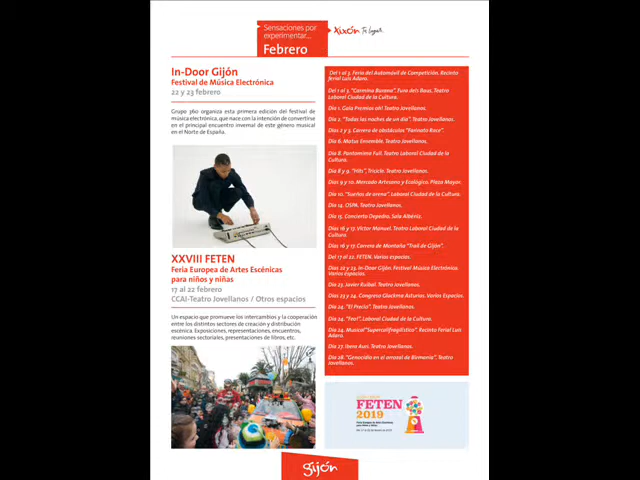 Sensaciones por
experimentar...
Febrero
Xixón Tu lugar
In-Door Gijón
Festival de Música Electrónica
22 y 23 febrero
Grupo 360 organiza esta primera edición del festival de
música electrónica, que nace con la intención de convertirse
en el principal encuentro invernal de este género musical
en el Norte de España.
XXVIII FETEN
Feria Europea de Artes Escénicas
para niños y niñas
17 al 22 febrero
CCAI-Teatro Jovellanos / Otros espacios
Un espacio que promueve los intercambios y la cooperación
entre los distintos sectores de creación y distribución
escénica. Exposiciones, representaciones, encuentros,
reuniones sectoriales, presentaciones de libros, etc.
Del 1 al 3. Feria del Automóvil de Competición. Recinto
ferial Luis Adaro.
Del 1 al 3. "Carmina Burana". Fura dels Baus. Teatro
Laboral Ciudad de la Cultura.
Día 1. Gala Premios ah! Teatro Jovellanos.
Día 2. "Todas las noches de un día". Teatro Jovellanos.
Días 2 y 3. Carrera de obstáculos "Farinato Race".
Día 6. Matus Ensemble. Teatro Jovellanos.
Día 8. Pantomima Full. Teatro Laboral Ciudad de la
Cultura.
Día 8 y 9. "Hits", Tricicle. Teatro Jovellanos.
Días 9 y 10. Mercado Artesano y Ecológico. Plaza Mayor.
Día 10. "Sueños de arena". Laboral Ciudad de la Cultura.
Día 14. OSPA. Teatro Jovellanos.
Día 15. Concierto Depedro. Sala Albéniz.
Días 16 y 17. Víctor Manuel. Teatro Laboral Ciudad de la
Cultura
Días 16 y 17. Carrera de Montaña "Trail de Gijón".
Del 17 al 22. FETEN. Varios espacios.
Días 22 y 23. In-Door Gijón: Festival Música Electrónica.
Varios espacios.
Día 23. Javier Ruibal. Teatro Jovellanos.
Días 23 y 24. Congreso Glackma Asturias. Varios Espacios.
Día 24. "El Precio". Teatro Jovellanos.
Día 24. "Feel". Laboral Ciudad de la Cultura.
Día 24. Musical"Supercalifragilístico". Recinto Ferial Luis
Adaro.
Día 27. Ilana Auri. Teatro Jovellanos.
Día 28. "Genocidio en el arrozal de Birmania". Teatro
Jovellanos.
FETEN
2019
gijón